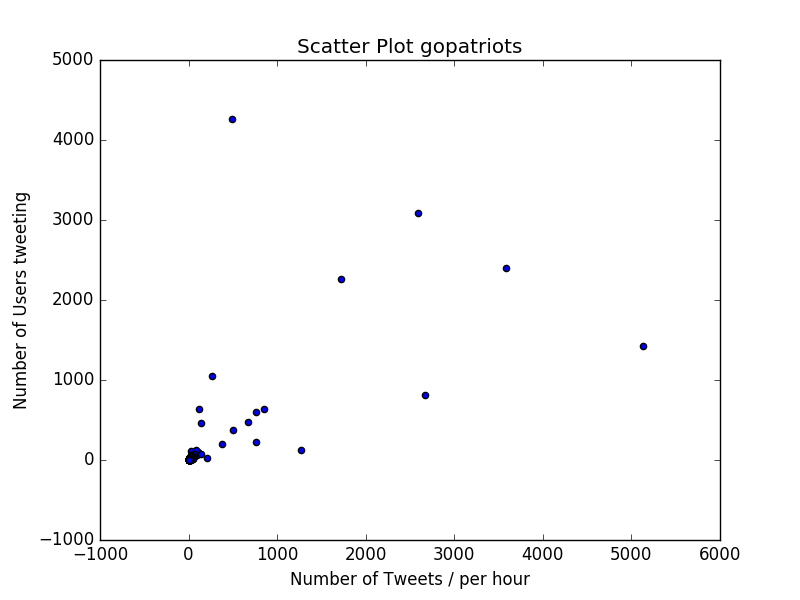 Scatter Plot gopatriots
5000
4000
3000
2000
1000
0
−1000
Number of Users tweeting
−1000 0 1000 2000 3000 4000 5000 6000
Number of Tweets / per hour